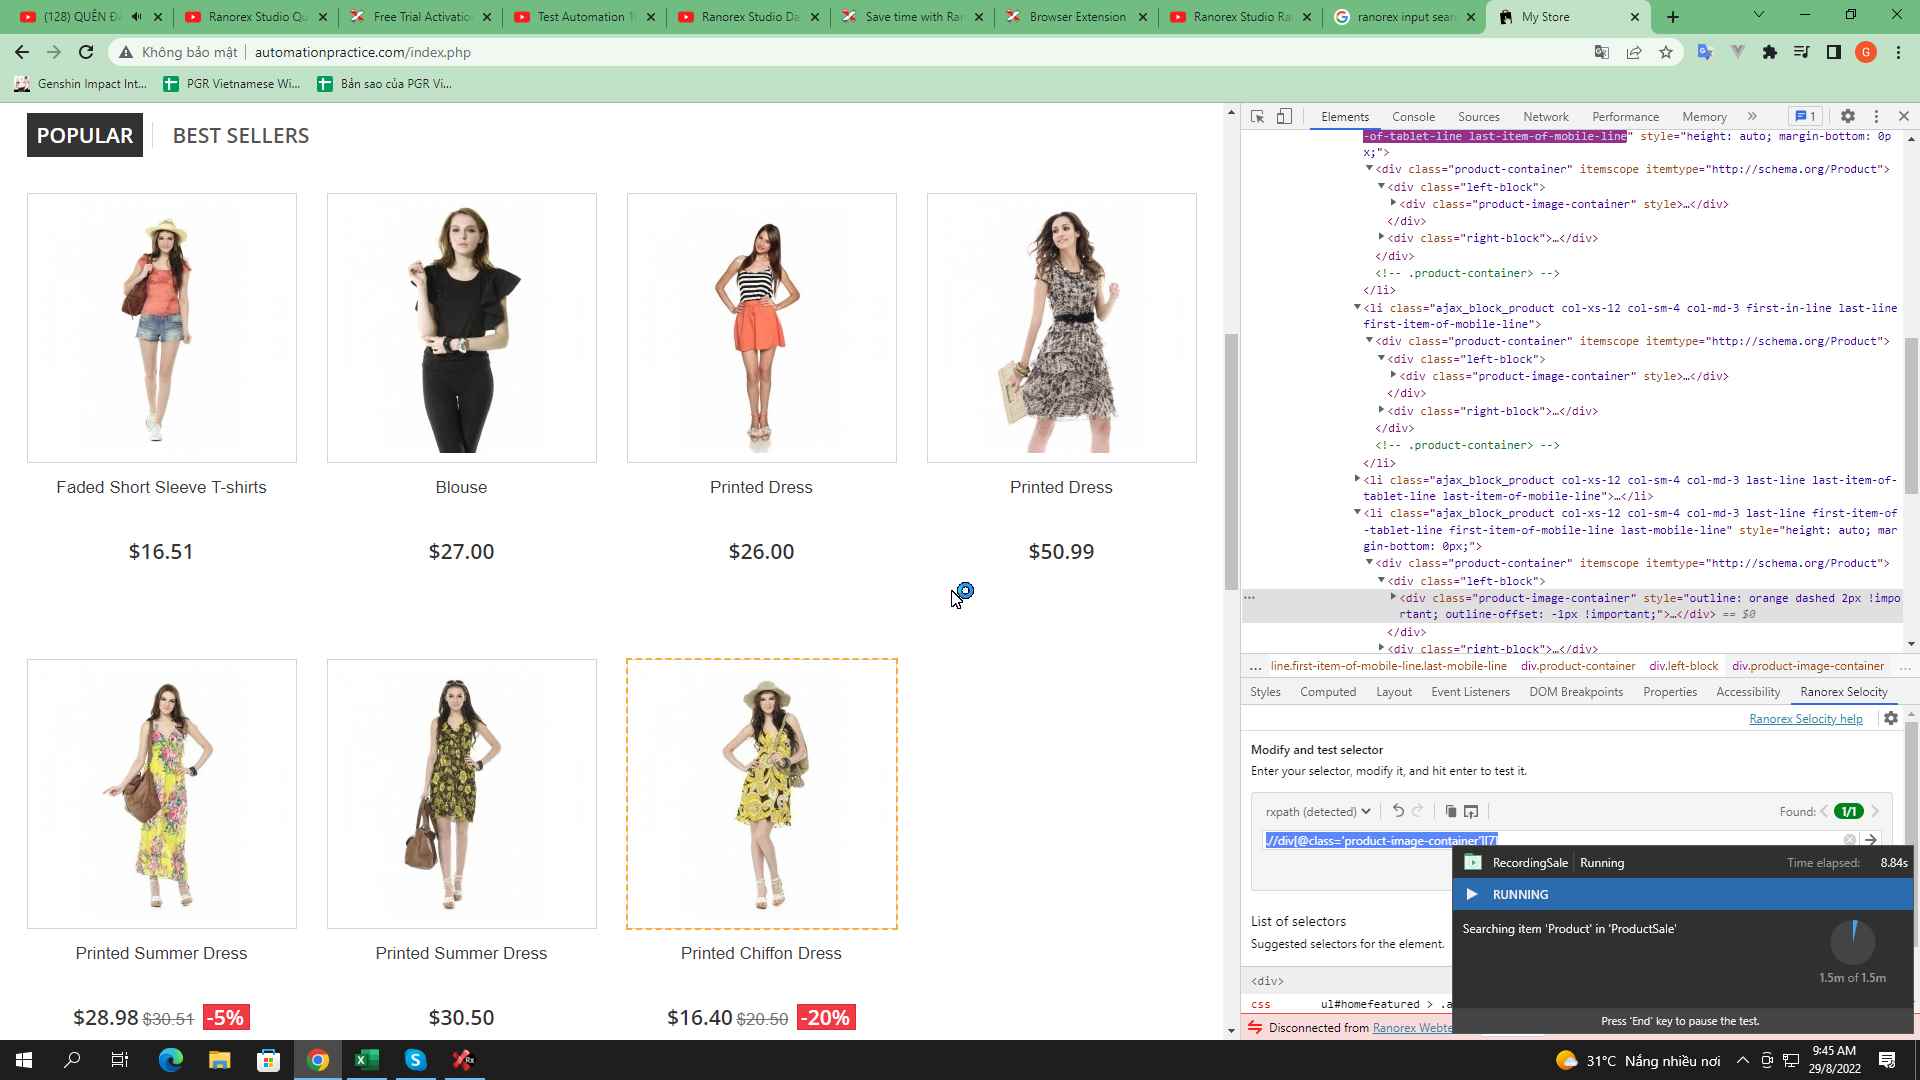 (128) QUÊN Đ
Ranorex Studio Qu
Free Trial Activatio
Test Automation 1
Ranorex Studio Da
Save time with Ran
Browser Extension
Ranorex Studio Ra
ranorex input sear
My Store
Không bảo mật
automationpractice.com/index.php
G
Genshin Impact Int...
PGR Vietnamese Wi...
Bản sao của PGR Vi...
POPULAR
BEST SELLERS
Faded Short Sleeve T-shirts
Blouse
Printed Dress
Printed Dress
$16.51
$27.00
$26.00
$50.99
Printed Summer Dress
Printed Summer Dress
Printed Chiffon Dress
$28.98 $30.51 -5%
$30.50
$16.40 $20.50 -20%
Elements Console Sources Network Performance Memory » 1
-of-tablet-line last-item-of-mobile-line" style="height: auto; margin-bottom: 0p
x;">
<div class="product-container" itemscope itemtype="http://schema.org/Product">
<div class="left-block">
<div class="product-image-container" style>…</div>
</div>
<div class="right-block">…</div>
</div>
<!-- .product-container> -->
</li>
<li class="ajax_block_product col-xs-12 col-sm-4 col-md-3 first-in-line last-line
first-item-of-mobile-line">
<div class="product-container" itemscope itemtype="http://schema.org/Product">
<div class="left-block">
<div class="product-image-container" style>…</div>
</div>
<div class="right-block">…</div>
</div>
<!-- .product-container> -->
</li>
<li class="ajax_block_product col-xs-12 col-sm-4 col-md-3 last-line last-item-of-
tablet-line last-item-of-mobile-line">…</li>
<li class="ajax_block_product col-xs-12 col-sm-4 col-md-3 last-line first-item-of
-tablet-line first-item-of-mobile-line last-mobile-line" style="height: auto; mar
gin-bottom: 0px;">
<div class="product-container" itemscope itemtype="http://schema.org/Product">
<div class="left-block">
<div class="product-image-container" style="outline: orange dashed 2px !impo
rtant; outline-offset: -1px !important;">…</div> == $0
</div>
<div class="right-block">…</div>
... line.first-item-of-mobile-line.last-mobile-line div.product-container div.left-block div.product-image-container ...
Styles Computed Layout Event Listeners DOM Breakpoints Properties Accessibility Ranorex Selocity
Ranorex Selocity help
Modify and test selector
Enter your selector, modify it, and hit enter to test it.
rxpath (detected)
Found: 1/1
.//div[@class='product-image-container'][7]
List of selectors
Suggested selectors for the element.
<div>
css ul#homefeatured > .a
Disconnected from Ranorex Webte
RecordingSale Running Time elapsed: 8.84s
RUNNING
Searching item 'Product' in 'ProductSale'
1.5m of 1.5m
Press 'End' key to pause the test.
31°C Nắng nhiều nơi
9:45 AM
29/8/2022